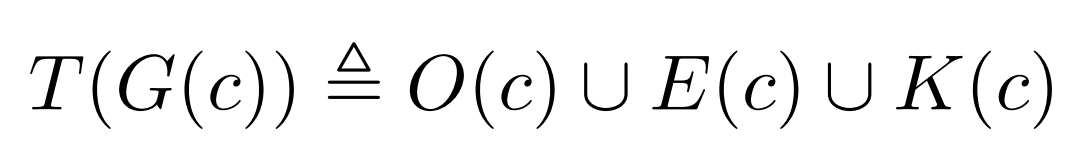 T(G(c)) ≜ O(c) ∪ E(c) ∪ K(c)